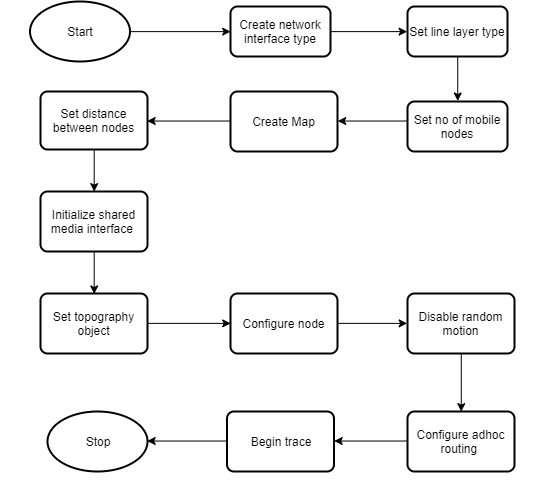 Start
Create network
interface type
Set line layer type
Set no of mobile
nodes
Create Map
Set distance
between nodes
Initialize shared
media interface
Set topography
object
Configure node
Disable random
motion
Configure adhoc
routing
Begin trace
Stop